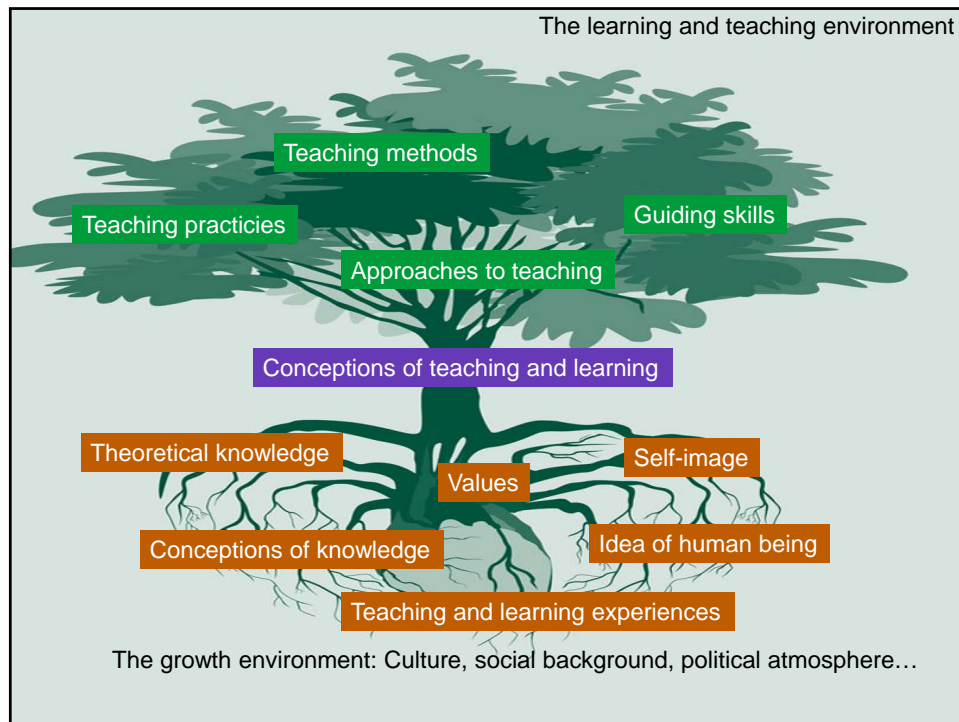 The learning and teaching environment
Teaching methods
Teaching practicies
Guiding skills
Approaches to teaching
Conceptions of teaching and learning
Theoretical knowledge
Self-image
Values
Conceptions of knowledge
Idea of human being
Teaching and learning experiences
The growth environment: Culture, social background, political atmosphere…